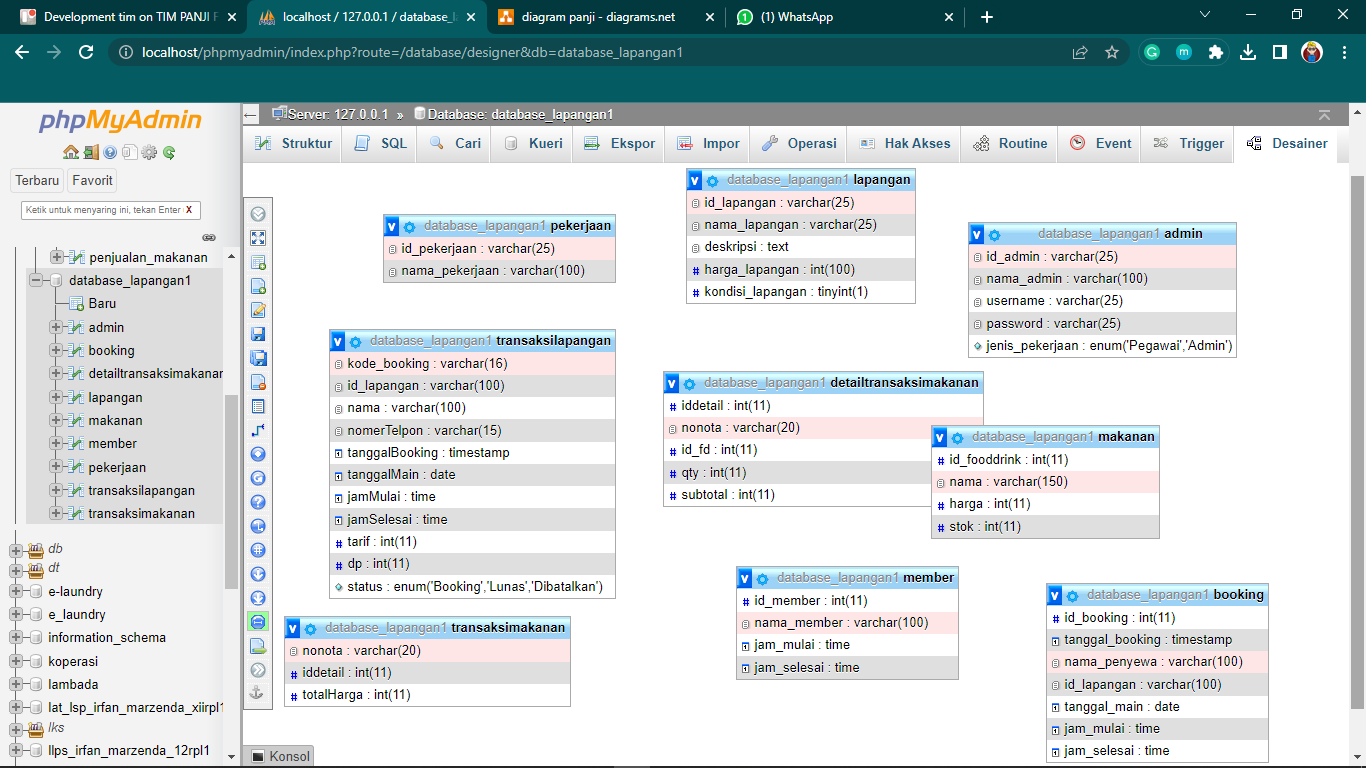 Development tim on TIM PANJI P
localhost / 127.0.0.1 / database_l
diagram panji - diagrams.net
(1) WhatsApp
localhost/phpmyadmin/index.php?route=/database/designer&db=database_lapangan1
phpMyAdmin
Terbaru
Favorit
Ketik untuk menyaring ini, tekan Enter
X
penjualan_makanan
database_lapangan1
Baru
admin
booking
detailtransaksimakanan
lapangan
makanan
member
pekerjaan
transaksilapangan
transaksimakanan
db
dt
e-laundry
e_laundry
information_schema
koperasi
lambada
lat_lsp_irfan_marzenda_xiirpl1
lks
llps_irfan_marzenda_12rpl1
Server: 127.0.0.1 » Database: database_lapangan1
Struktur
SQL
Cari
Kueri
Ekspor
Impor
Operasi
Hak Akses
Routine
Event
Trigger
Desainer
database_lapangan1 pekerjaan
id_pekerjaan : varchar(25)
nama_pekerjaan : varchar(100)
database_lapangan1 lapangan
id_lapangan : varchar(25)
nama_lapangan : varchar(25)
deskripsi : text
harga_lapangan : int(100)
kondisi_lapangan : tinyint(1)
database_lapangan1 admin
id_admin : varchar(25)
nama_admin : varchar(100)
username : varchar(25)
password : varchar(25)
jenis_pekerjaan : enum('Pegawai','Admin')
database_lapangan1 transaksilapangan
kode_booking : varchar(16)
id_lapangan : varchar(100)
nama : varchar(100)
nomerTelpon : varchar(15)
tanggalBooking : timestamp
tanggalMain : date
jamMulai : time
jamSelesai : time
tarif : int(11)
dp : int(11)
status : enum('Booking','Lunas','Dibatalkan')
database_lapangan1 detailtransaksimakanan
iddetail : int(11)
nonota : varchar(20)
id_fd : int(11)
qty : int(11)
subtotal : int(11)
database_lapangan1 makanan
id_fooddrink : int(11)
nama : varchar(150)
harga : int(11)
stok : int(11)
database_lapangan1 transaksimakanan
nonota : varchar(20)
iddetail : int(11)
totalHarga : int(11)
database_lapangan1 member
id_member : int(11)
nama_member : varchar(100)
jam_mulai : time
jam_selesai : time
database_lapangan1 booking
id_booking : int(11)
tanggal_booking : timestamp
nama_penyewa : varchar(100)
id_lapangan : varchar(100)
tanggal_main : date
jam_mulai : time
jam_selesai : time
Konsol